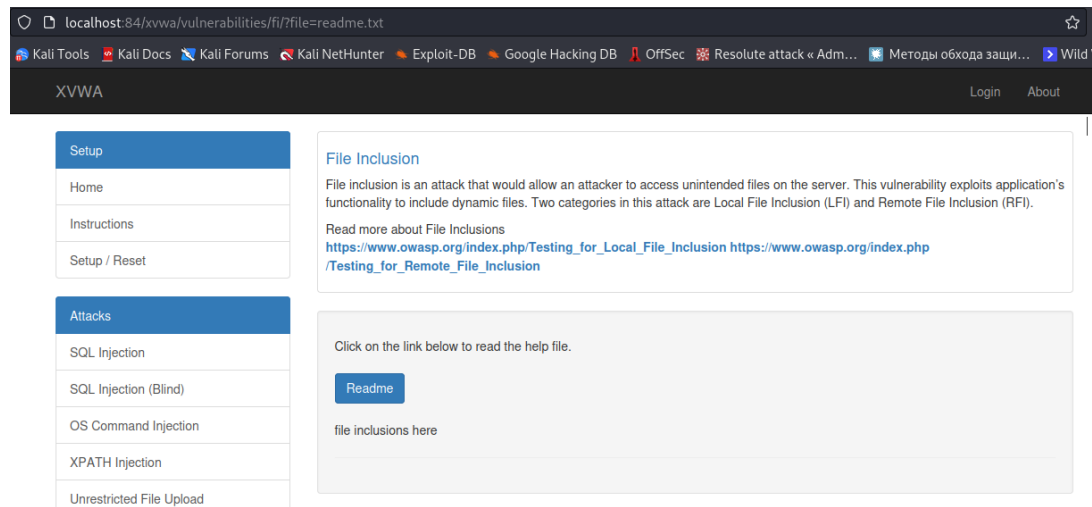 localhost:84/xvwa/vulnerabilities/fi/?file=readme.txt
Kali Tools Kali Docs Kali Forums Kali NetHunter Exploit-DB Google Hacking DB OffSec Resolute attack « Adm... Методы обхода защи... Wild
XVWA Login About
Setup
Home
Instructions
Setup / Reset
Attacks
SQL Injection
SQL Injection (Blind)
OS Command Injection
XPATH Injection
Unrestricted File Upload
File Inclusion
File inclusion is an attack that would allow an attacker to access unintended files on the server. This vulnerability exploits application's
functionality to include dynamic files. Two categories in this attack are Local File Inclusion (LFI) and Remote File Inclusion (RFI).
Read more about File Inclusions
https://www.owasp.org/index.php/Testing_for_Local_File_Inclusion https://www.owasp.org/index.php
/Testing_for_Remote_File_Inclusion
Click on the link below to read the help file.
Readme
file inclusions here